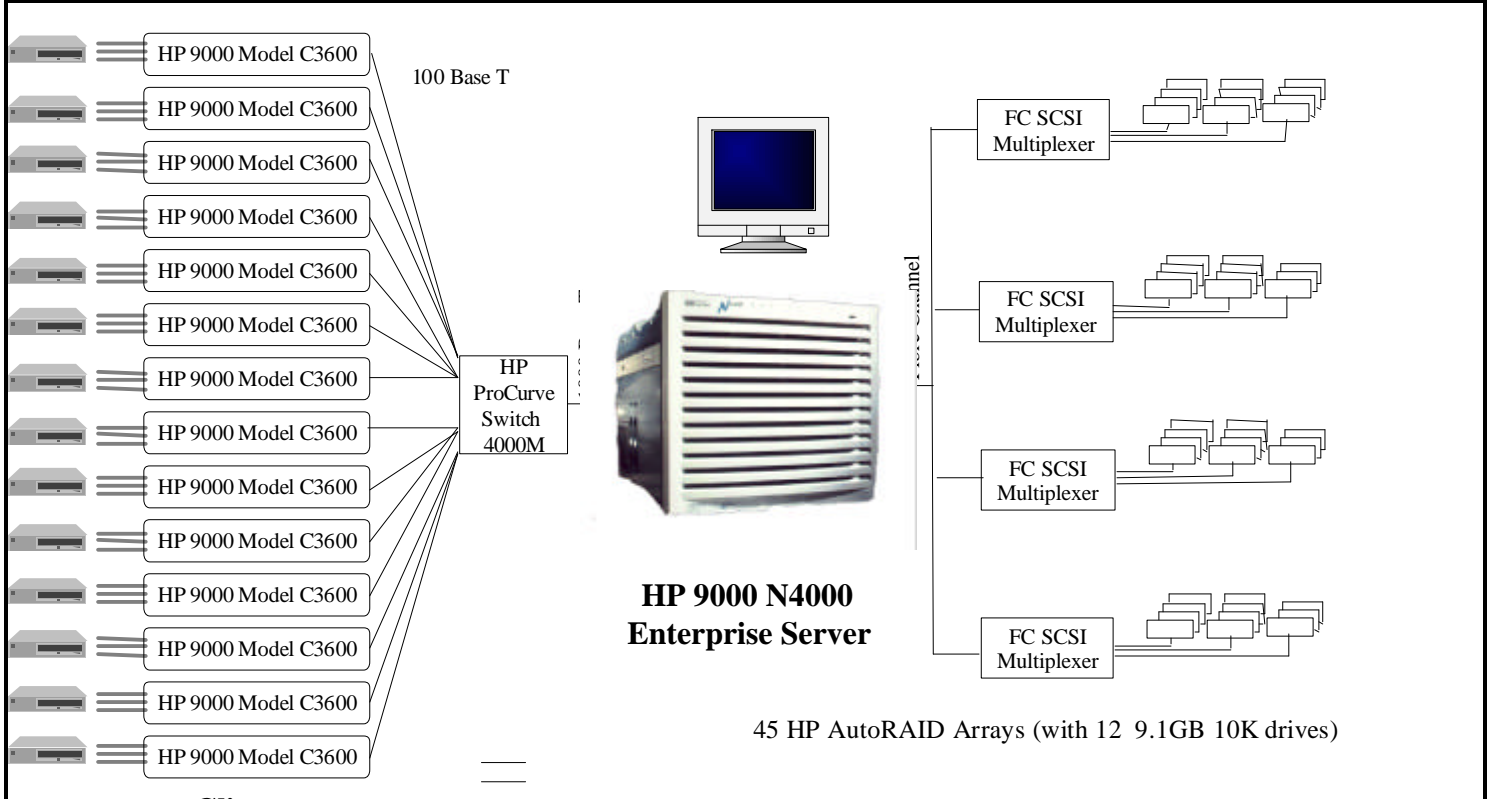 HP 9000 Model C3600
HP 9000 Model C3600
HP 9000 Model C3600
HP 9000 Model C3600
HP 9000 Model C3600
HP 9000 Model C3600
HP 9000 Model C3600
HP 9000 Model C3600
HP 9000 Model C3600
HP 9000 Model C3600
HP 9000 Model C3600
HP 9000 Model C3600
HP 9000 Model C3600
HP 9000 Model C3600
100 Base T
HP
ProCurve
Switch
4000M
HP 9000 N4000
Enterprise Server
FC SCSI
Multiplexer
FC SCSI
Multiplexer
FC SCSI
Multiplexer
FC SCSI
Multiplexer
45 HP AutoRAID Arrays (with 12 9.1GB 10K drives)